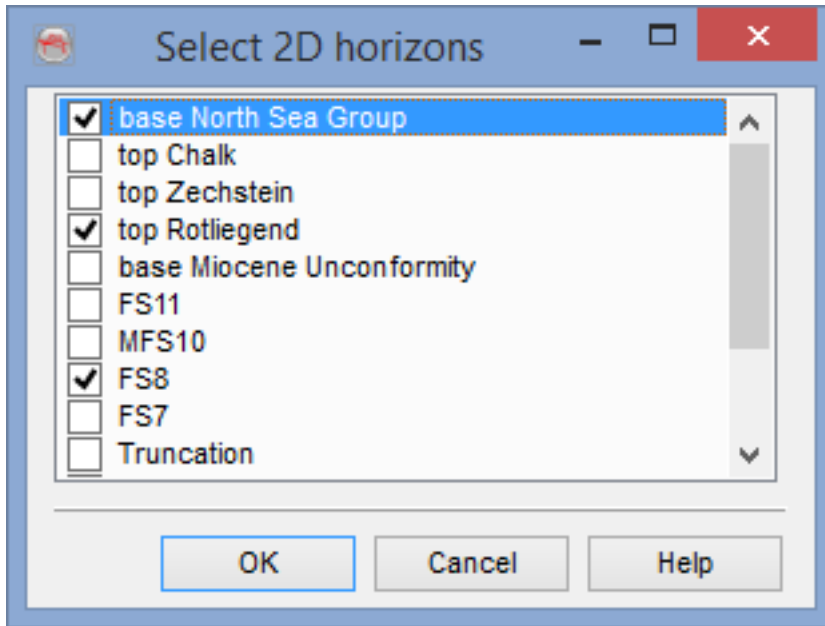 Select 2D horizons
base North Sea Group
top Chalk
top Zechstein
top Rotliegend
base Miocene Unconformity
FS11
MFS10
FS8
FS7
Truncation
OK Cancel Help